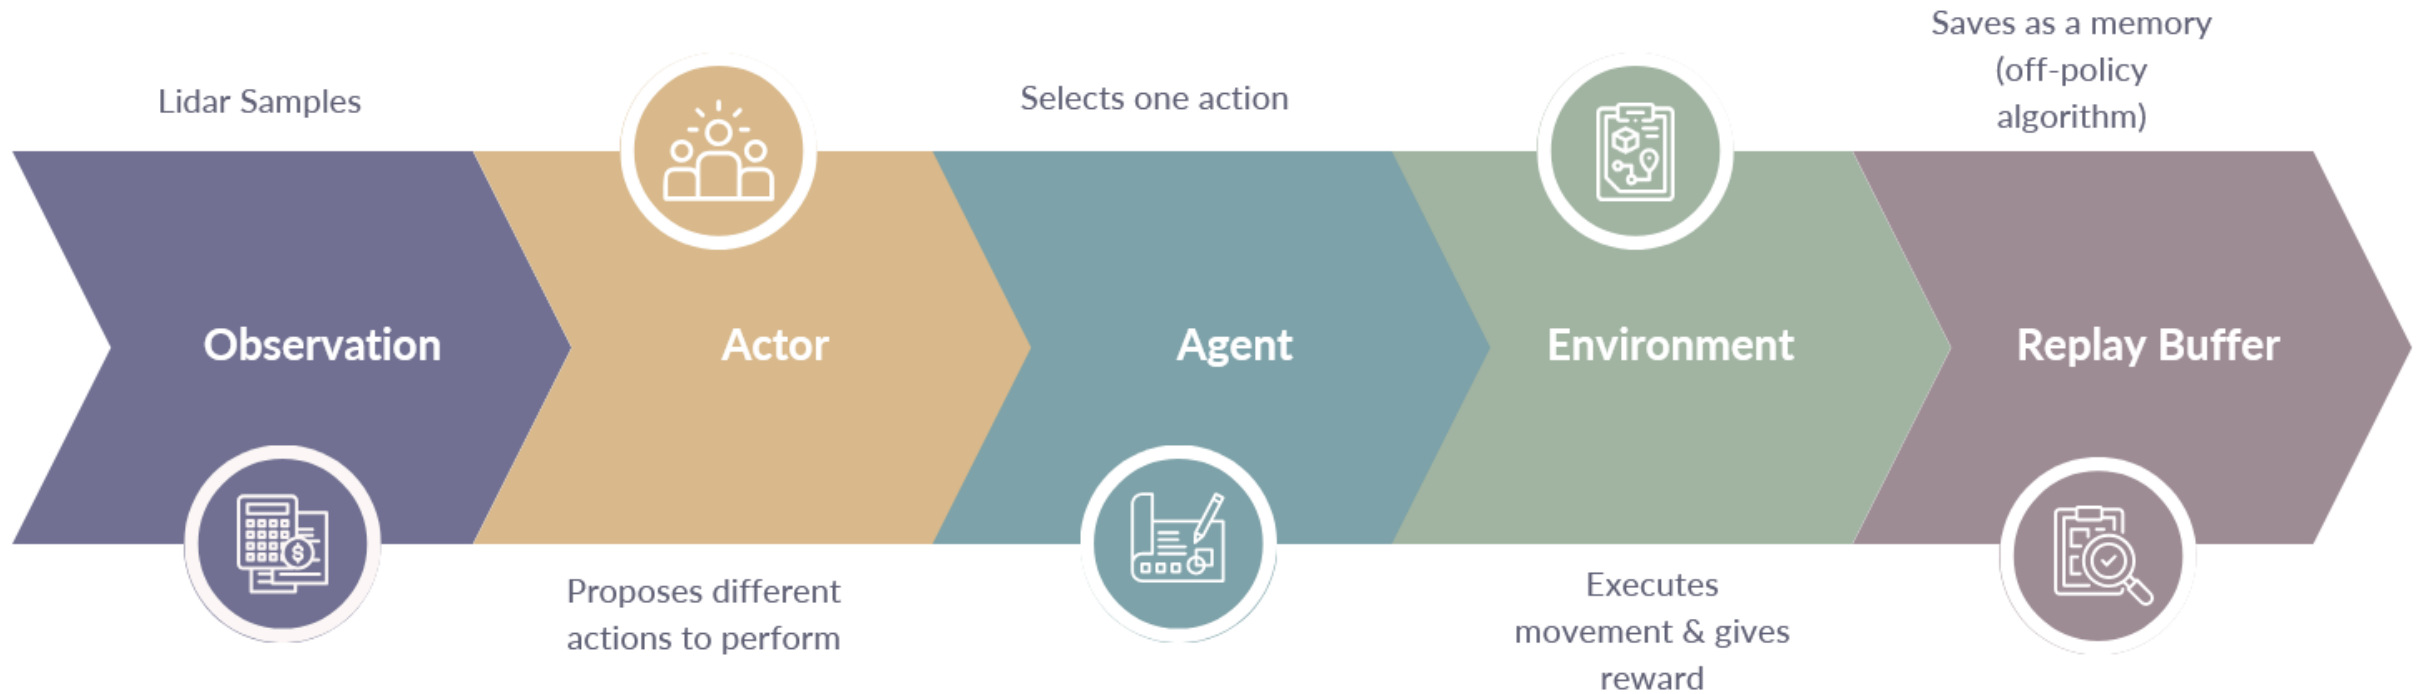 Lidar Samples
Observation
Actor
Proposes different
actions to perform
Selects one action
Agent
Environment
Executes
movement & gives
reward
Saves as a memory
(off-policy
algorithm)
Replay Buffer
$